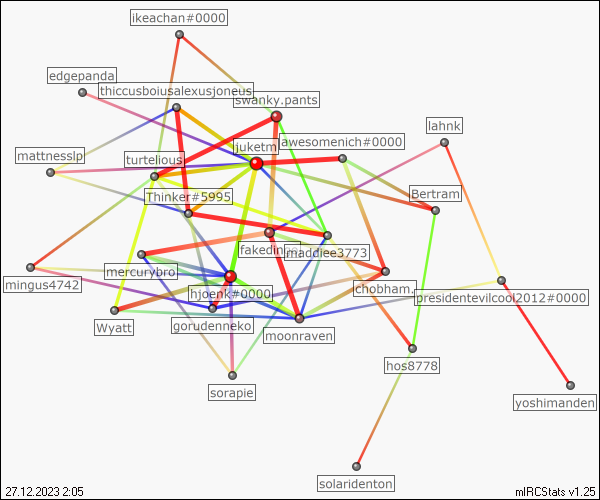 ikeachan#0000
edgepanda
thiccusboiusalexusjoneus
swanky.pants
lahnk
awesomenich#0000
juketm
mattnesslp
turtelious
Thinker#5995
Bertram
maddiee3773
mercurybro
mingus4742
chobham.
hjoenk#0000
presidentevilcool2012#0000
Wyatt
gorudenneko
moonraven
hos8778
sorapie
yoshimanden
solaridenton
27.12.2023 2:05
mIRCStats v1.25